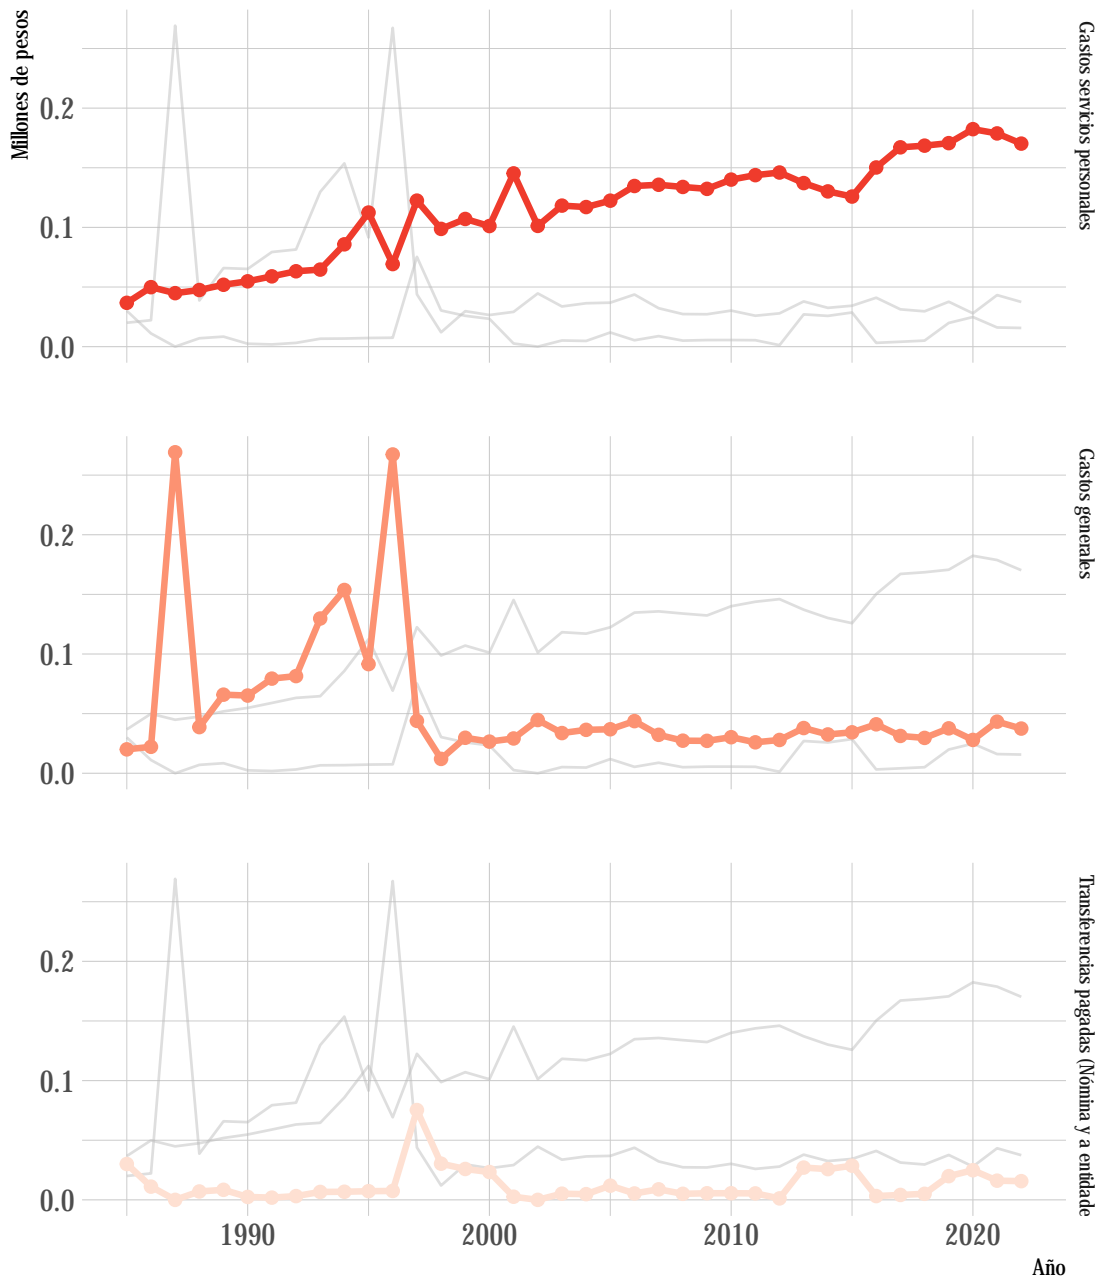 Millones de pesos
0.2
0.1
0.0
Gastos servicios personales
0.2
0.1
0.0
Gastos generales
0.2
0.1
0.0
Transferencias pagadas (Nómina y a entidade
1990
2000
2010
2020
Año